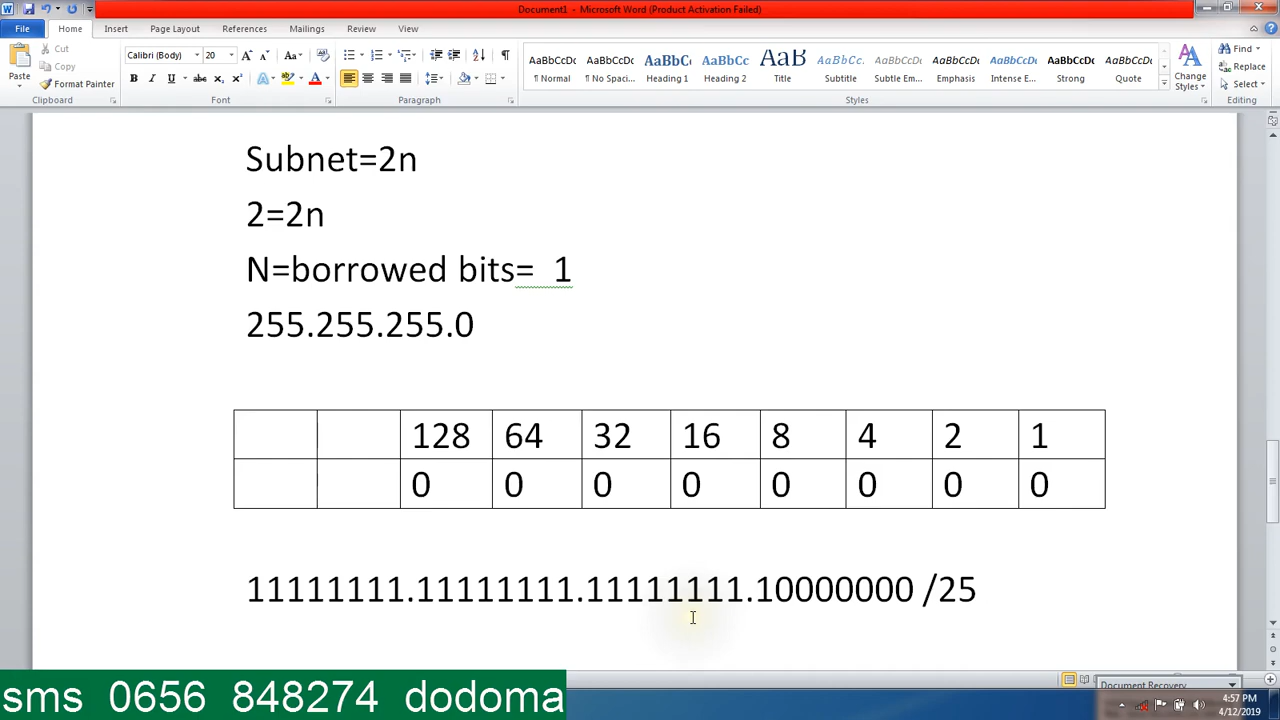 Document1 - Microsoft Word (Product Activation Failed)
File Home Insert Page Layout References Mailings Review View
Paste
Cut
Copy
Format Painter
Clipboard
Calibri (Body) 20
Font
Paragraph
AaBbCcDc AaBbCcDc AaBbC AaBbCc AaB AaBbCc. AaBbCcDc AaBbCcDc AaBbCcDc AaBbCcDc AaBbCcDc
¶ Normal ¶ No Spaci... Heading 1 Heading 2 Title Subtitle Subtle Em... Emphasis Intense E... Strong Quote
Styles
Change
Styles
Find
Replace
Select
Editing
Subnet=2n
2=2n
N=borrowed bits= 1
255.255.255.0
128 64 32 16 8 4 2 1
0 0 0 0 0 0 0 0
11111111.11111111.11111111.10000000 /25
sms 0656 848274 dodoma
Document Recovery
4:57 PM
4/12/2019